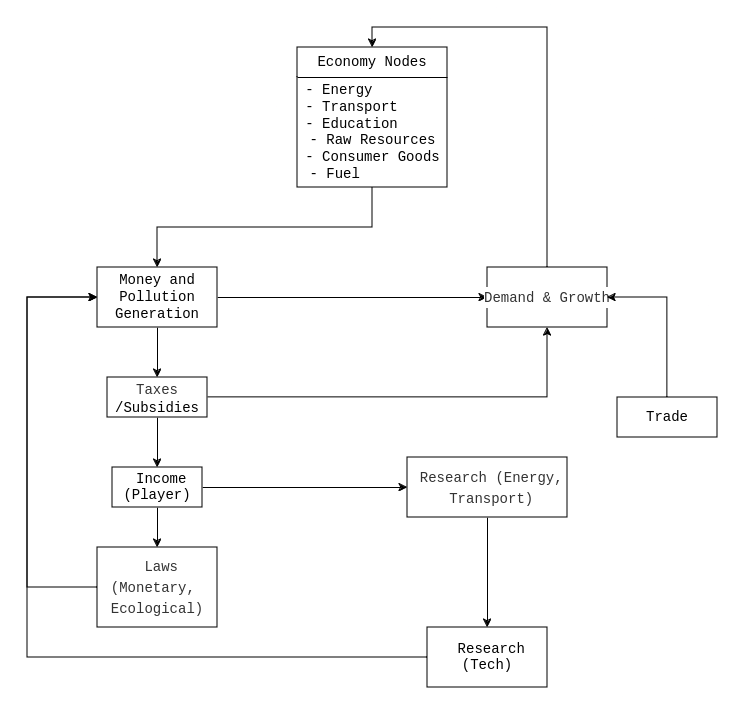 Economy Nodes
- Energy
- Transport
- Education
- Raw Resources
- Consumer Goods
- Fuel
Money and
Pollution
Generation
Demand & Growth
Taxes
/Subsidies
Trade
Income
(Player)
Research (Energy,
Transport)
Laws
(Monetary,
Ecological)
Research
(Tech)